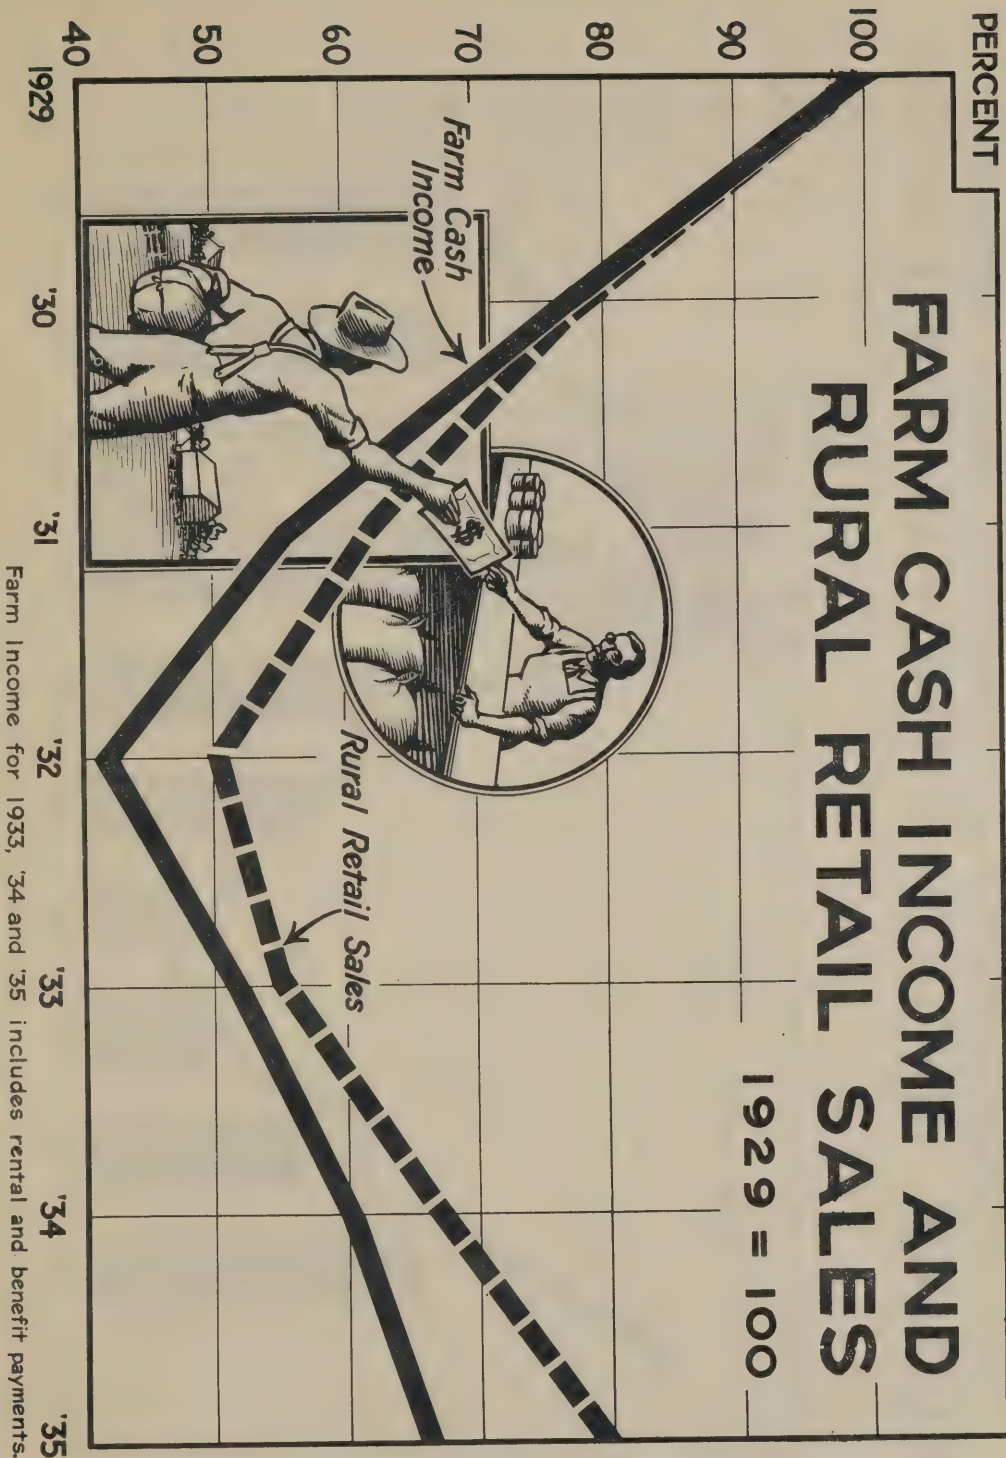 PERCENT
FARM CASH INCOME AND
RURAL RETAIL SALES
1929 = 100
100
90
80
70
60
50
40
Farm Cash
Income
$
Rural Retail Sales
1929
'30
'31
'32
'33
'34
'35
Farm Income for 1933, '34 and '35 includes rental and benefit payments.